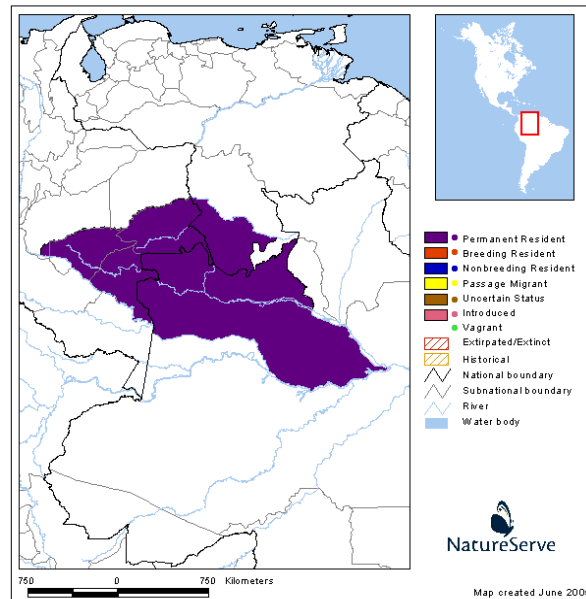 Permanent Resident
Breeding Resident
Nonbreeding Resident
Passage Migrant
Uncertain Status
Introduced
Vagrant
Extirpated/Extinct
Historical
National boundary
Subnational boundary
River
Water body
NatureServe
750 0 750 Kilometers
Map created June 200